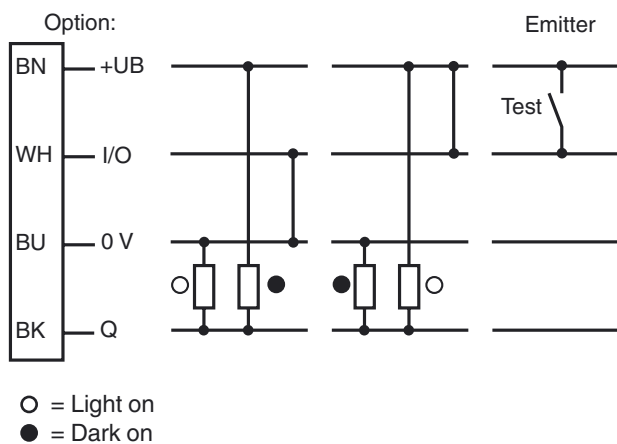 Option:
Emitter
BN +UB
Test
WH I/O
BU 0 V
BK Q
= Light on
= Dark on